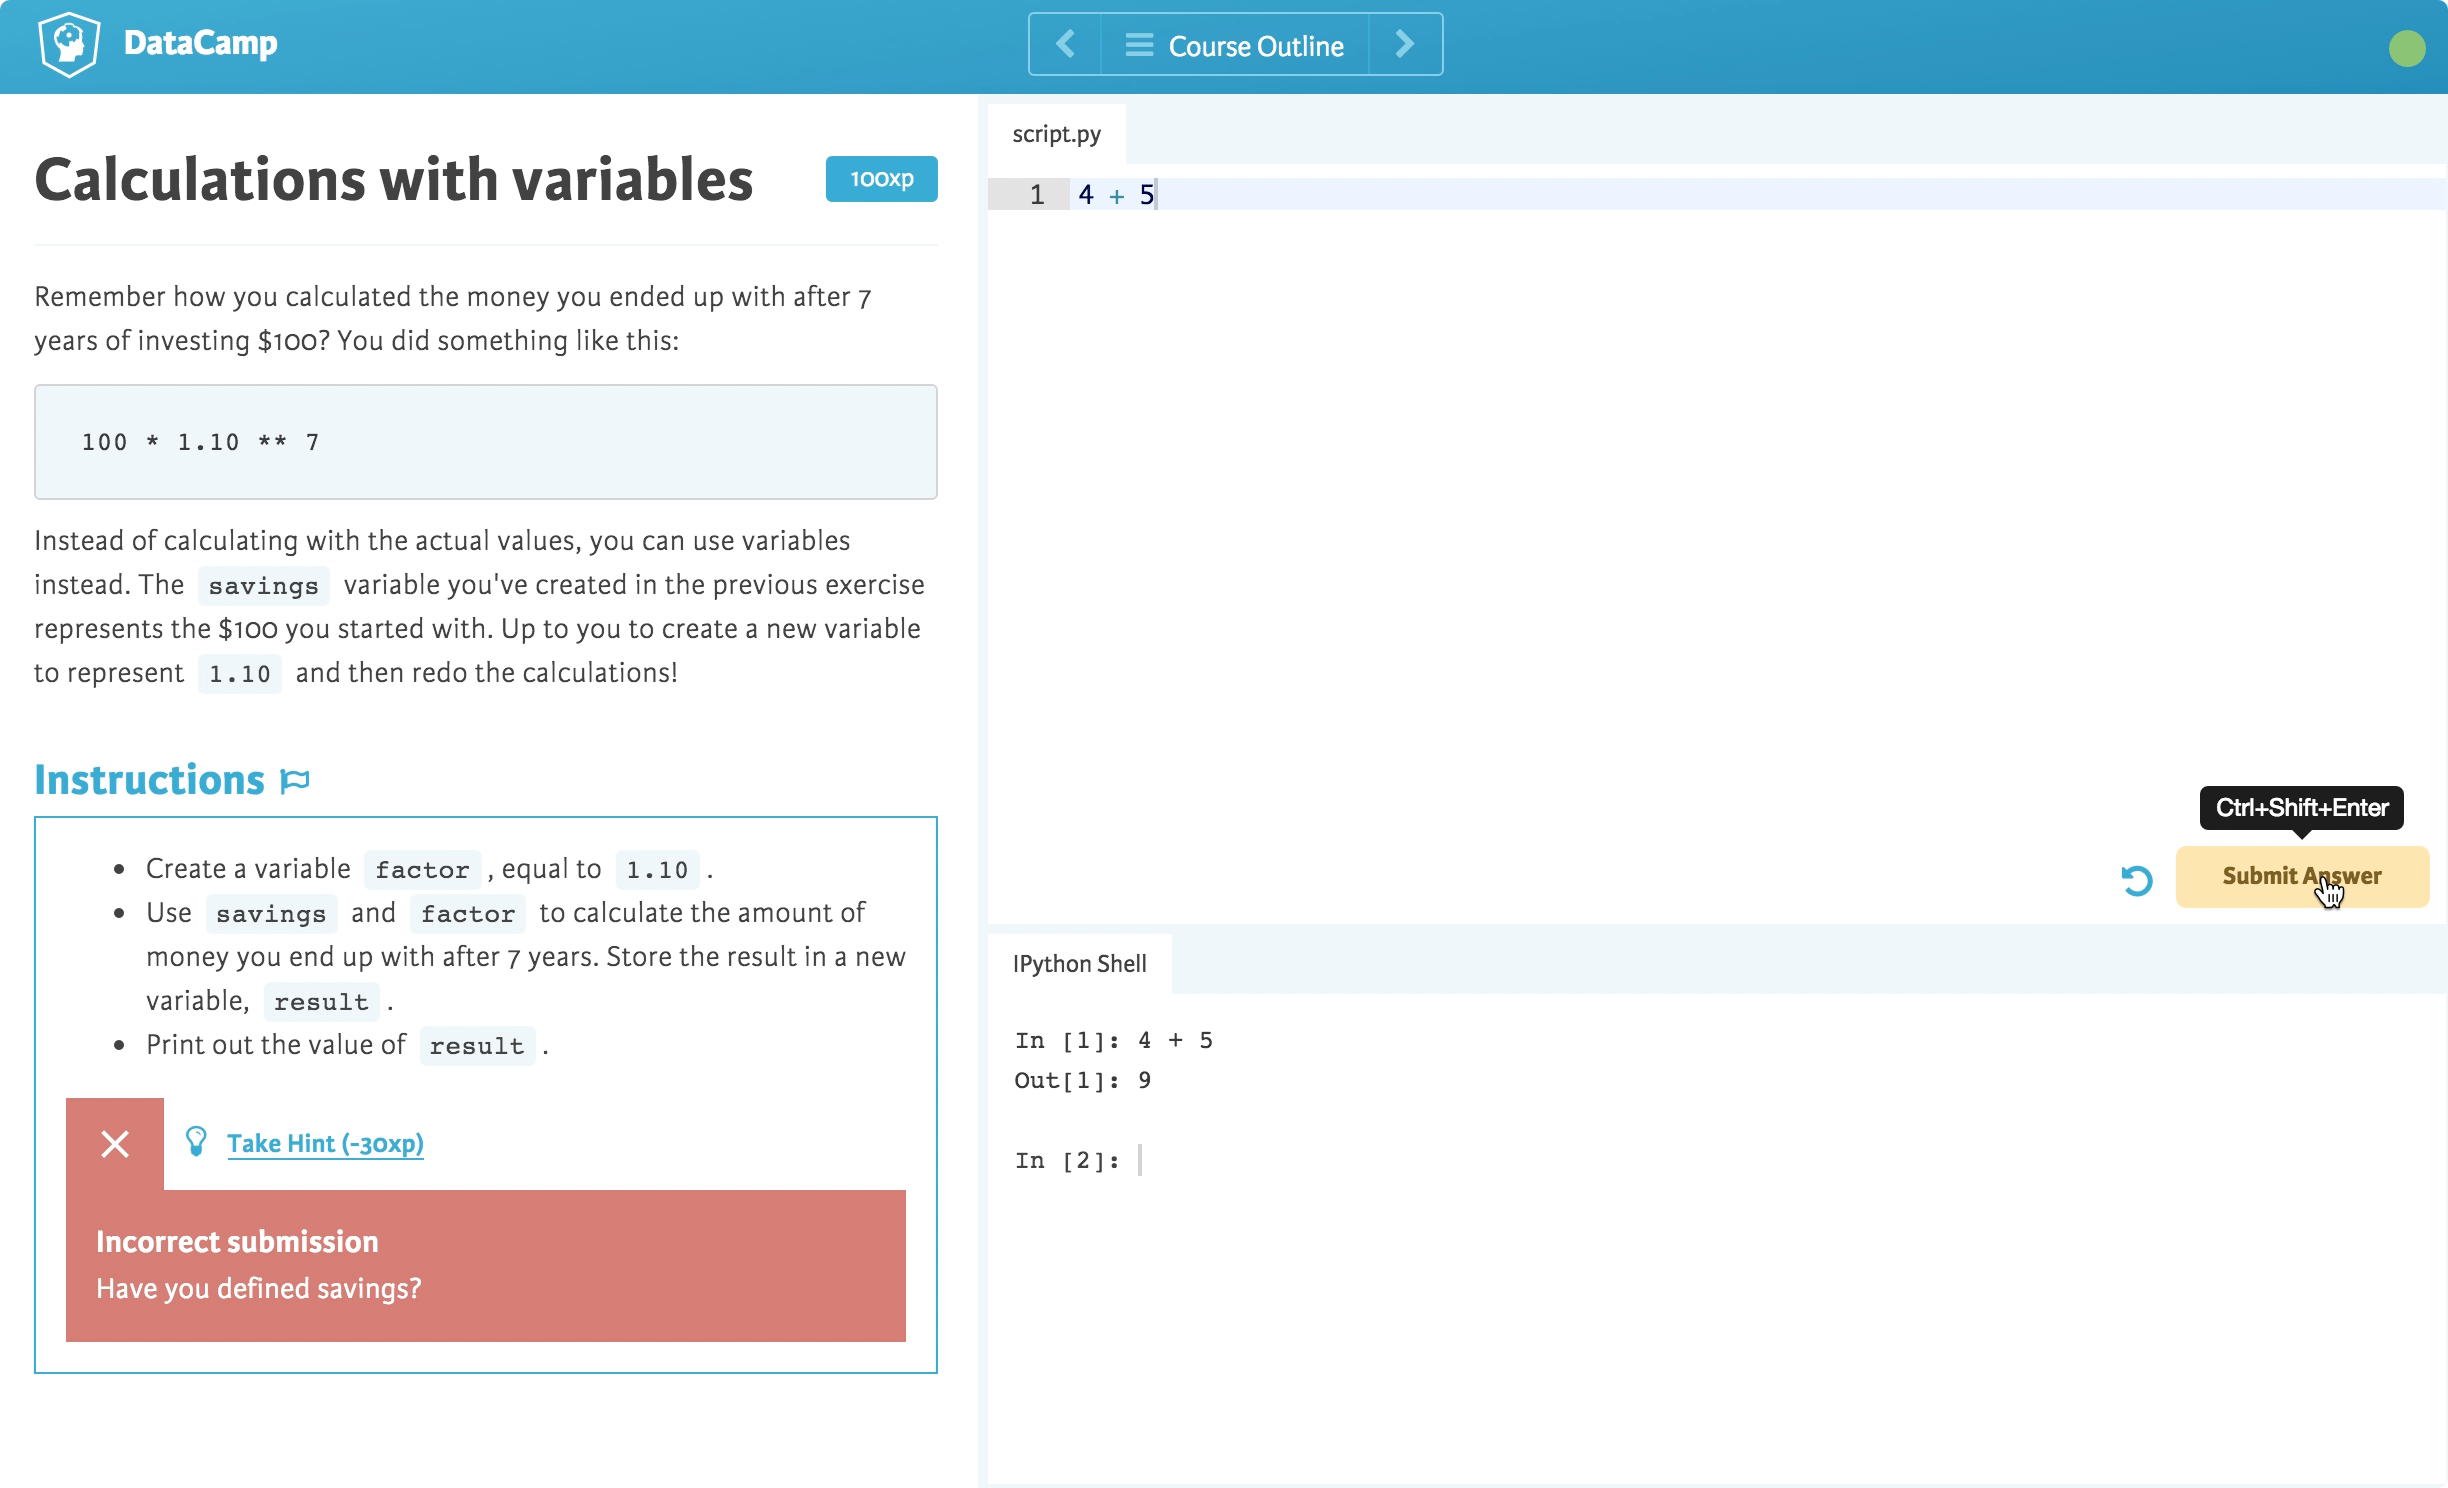 DataCamp
Course Outline
Calculations with variables
100xp
Remember how you calculated the money you ended up with after 7
years of investing $100? You did something like this:
100 * 1.10 ** 7
Instead of calculating with the actual values, you can use variables
instead. The savings variable you've created in the previous exercise
represents the $100 you started with. Up to you to create a new variable
to represent 1.10 and then redo the calculations!
Instructions
• Create a variable factor , equal to 1.10 .
• Use savings and factor to calculate the amount of
money you end up with after 7 years. Store the result in a new
variable, result .
• Print out the value of result .
Take Hint (-30xp)
Incorrect submission
Have you defined savings?
script.py
1 4 + 5
Ctrl+Shift+Enter
Submit Answer
IPython Shell
In [1]: 4 + 5
Out[1]: 9
In [2]: